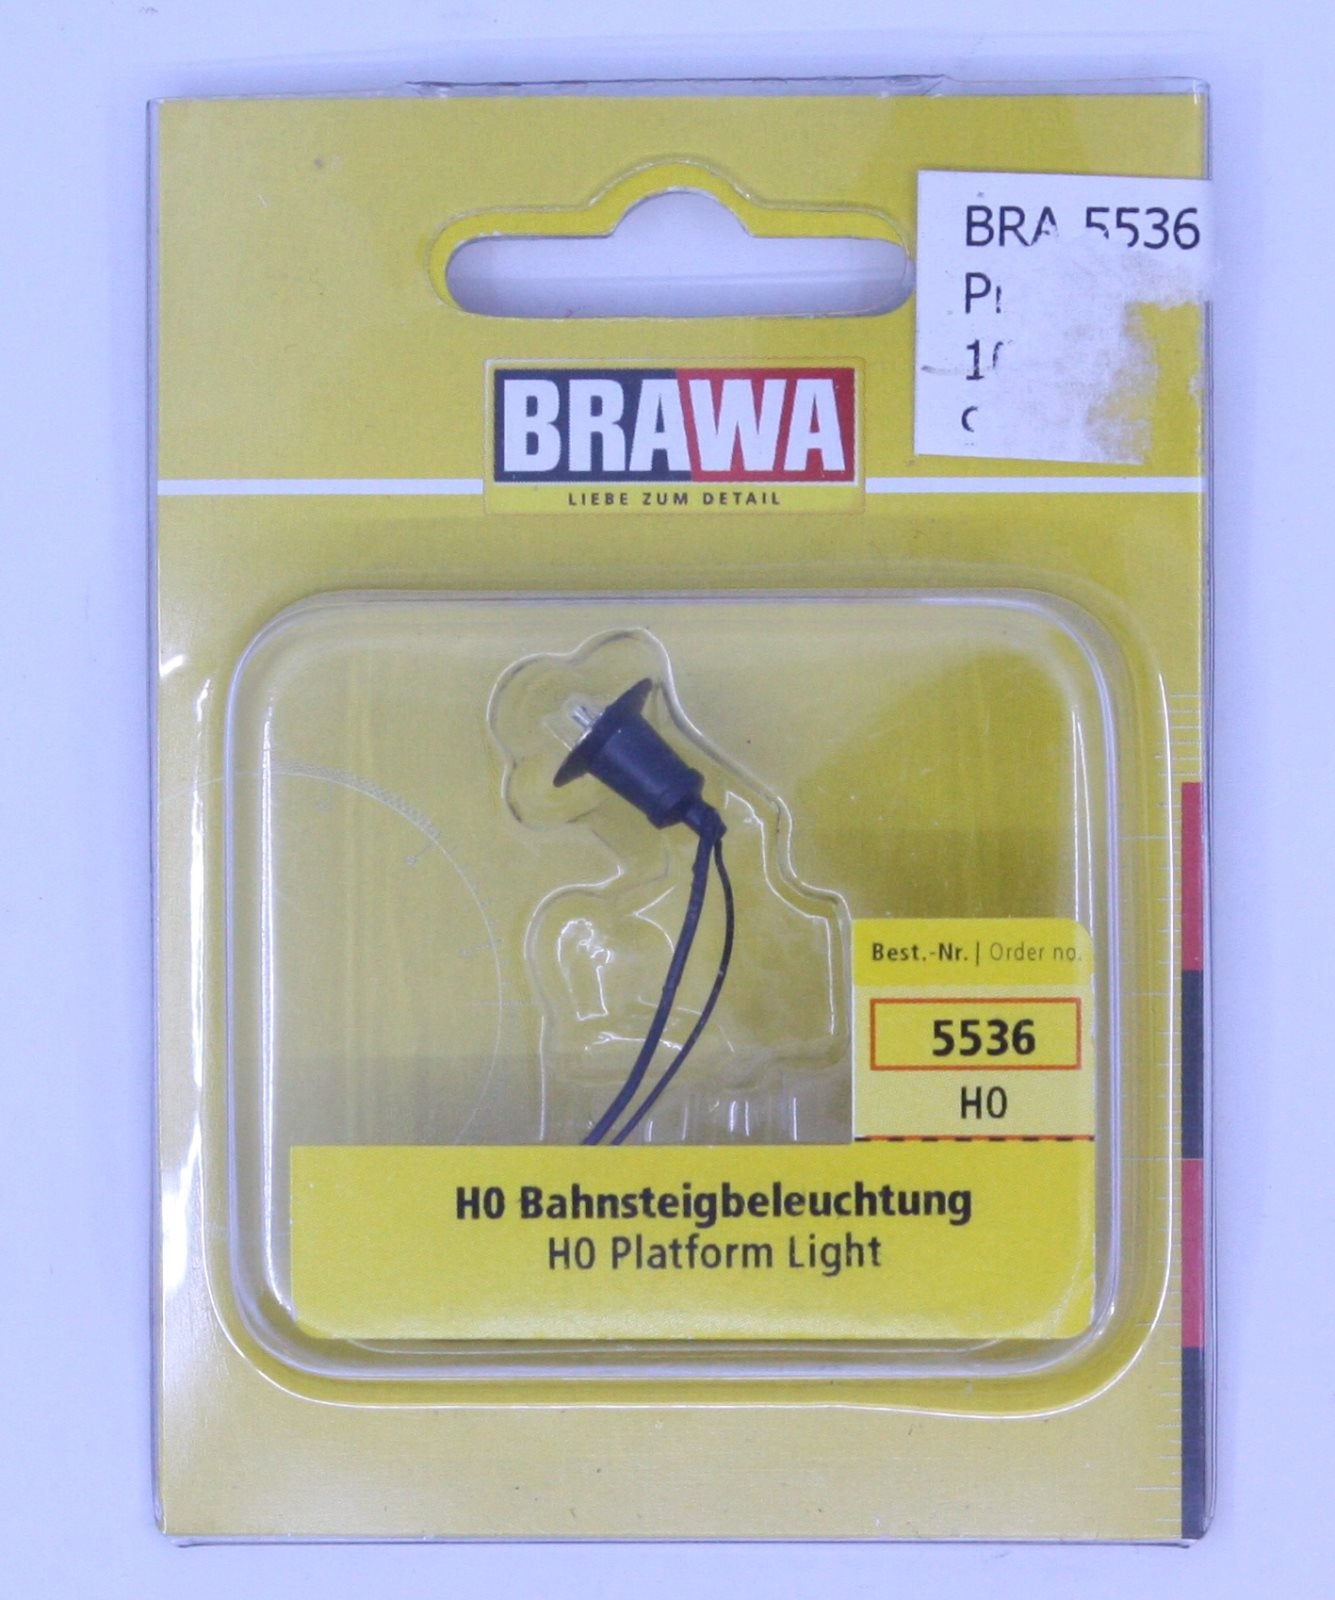 BRA 5536
BRAWA
LIEBE ZUM DETAIL
Best.-Nr. | Order no.
5536
H0
H0 Bahnsteigbeleuchtung
H0 Platform Light